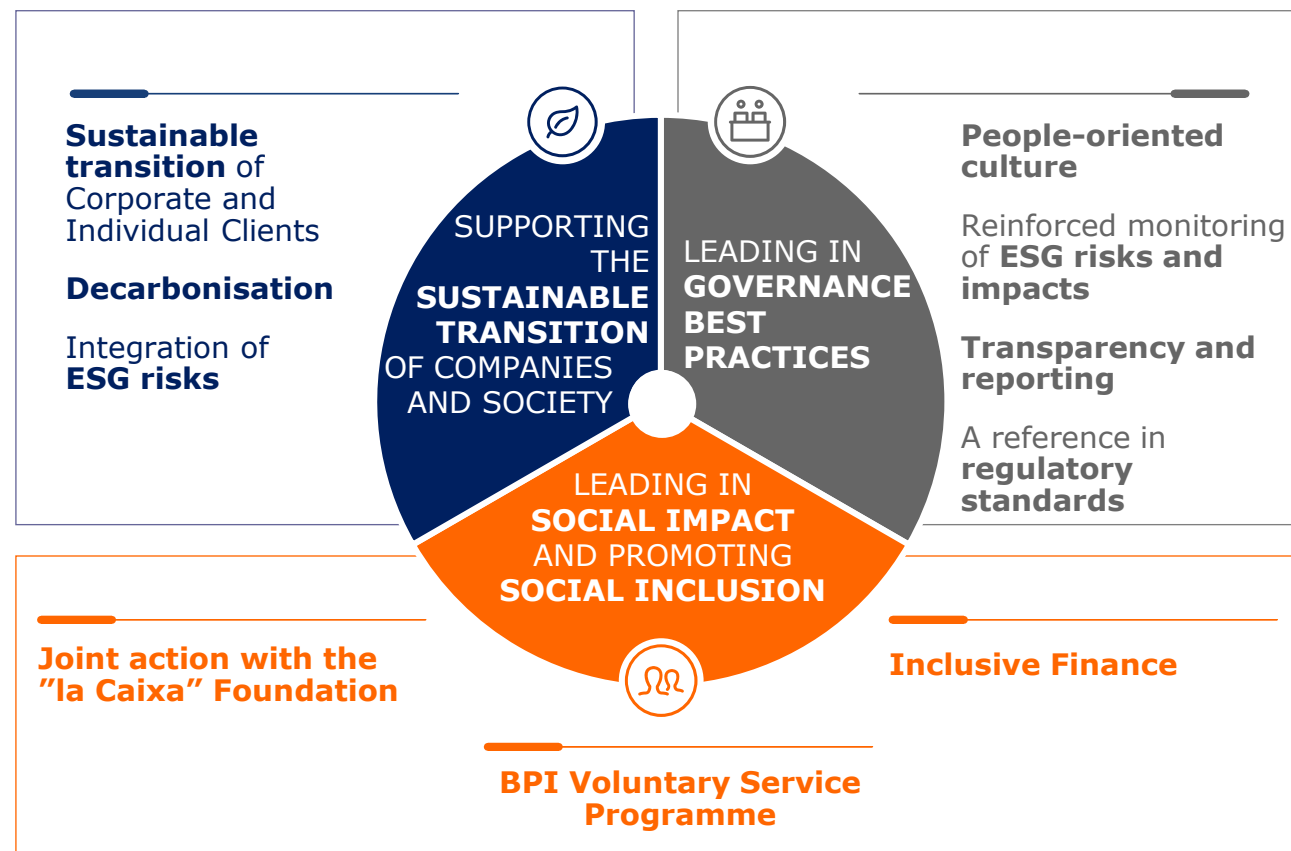 Sustainable
transition of
Corporate and
Individual Clients
Decarbonisation
Integration of
ESG risks
SUPPORTING
THE
SUSTAINABLE
TRANSITION
OF COMPANIES
AND SOCIETY
LEADING IN
GOVERNANCE
BEST
PRACTICES
People-oriented
culture
Reinforced monitoring
of ESG risks and
impacts
Transparency and
reporting
A reference in
regulatory
standards
LEADING IN
SOCIAL IMPACT
AND PROMOTING
SOCIAL INCLUSION
Joint action with the
”la Caixa” Foundation
BPI Voluntary Service
Programme
Inclusive Finance